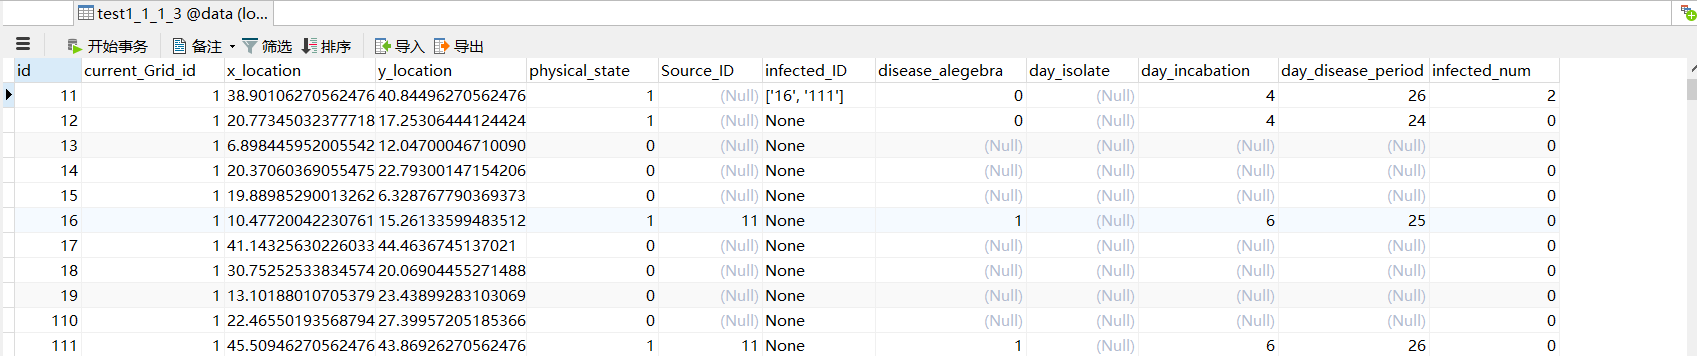 test1_1_1_3 @data (lo...
开始事务 备注 筛选 排序 导入 导出
id current_Grid_id x_location y_location physical_state Source_ID infected_ID disease_alegebra day_isolate day_incabation day_disease_period infected_num
11 1 38.90106270562476 40.84496270562476 1 (Null) ['16', '111'] 0 (Null) 4 26 2
12 1 20.77345032377718 17.25306444124424 1 (Null) None 0 (Null) 4 24 0
13 1 6.898445952005542 12.04700046710090 0 (Null) None (Null) (Null) (Null) (Null) 0
14 1 20.37060369055475 22.79300147154206 0 (Null) None (Null) (Null) (Null) (Null) 0
15 1 19.88985290013262 6.328767790369373 0 (Null) None (Null) (Null) (Null) (Null) 0
16 1 10.47720042230761 15.26133599483512 1 11 None 1 (Null) 6 25 0
17 1 41.14325630226033 44.4636745137021 0 (Null) None (Null) (Null) (Null) (Null) 0
18 1 30.75252533834574 20.06904455271488 0 (Null) None (Null) (Null) (Null) (Null) 0
19 1 13.10188010705379 23.43899283103069 0 (Null) None (Null) (Null) (Null) (Null) 0
110 1 22.46550193568794 27.39957205185366 0 (Null) None (Null) (Null) (Null) (Null) 0
111 1 45.50946270562476 43.86926270562476 1 11 None 1 (Null) 6 26 0